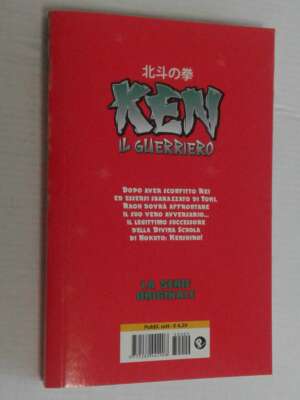 北斗の拳
KEN
IL GUERRIERO
DOPO AVER SCONFITTO REI
ED ESSERSI SBARAZZATO DI TOKI,
RAOH DOVRÀ AFFRONTARE
IL SUO VERO AVVERSARIO...
IL LEGITTIMO SUCCESSORE
DELLA DIVINA SCUOLA
DI HOKUTO: KENSHIRO!
LA SERIE
ORIGINALE